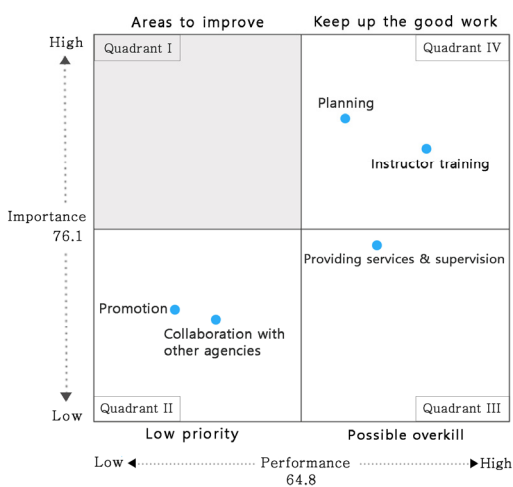 Areas to improve
Keep up the good work
High
Quadrant I
Quadrant IV
Planning
Instructor training
Importance
76.1
Providing services & supervision
Promotion
Collaboration with
other agencies
Quadrant II
Quadrant III
Low
Low priority
Possible overkill
Low
Performance
High
64.8